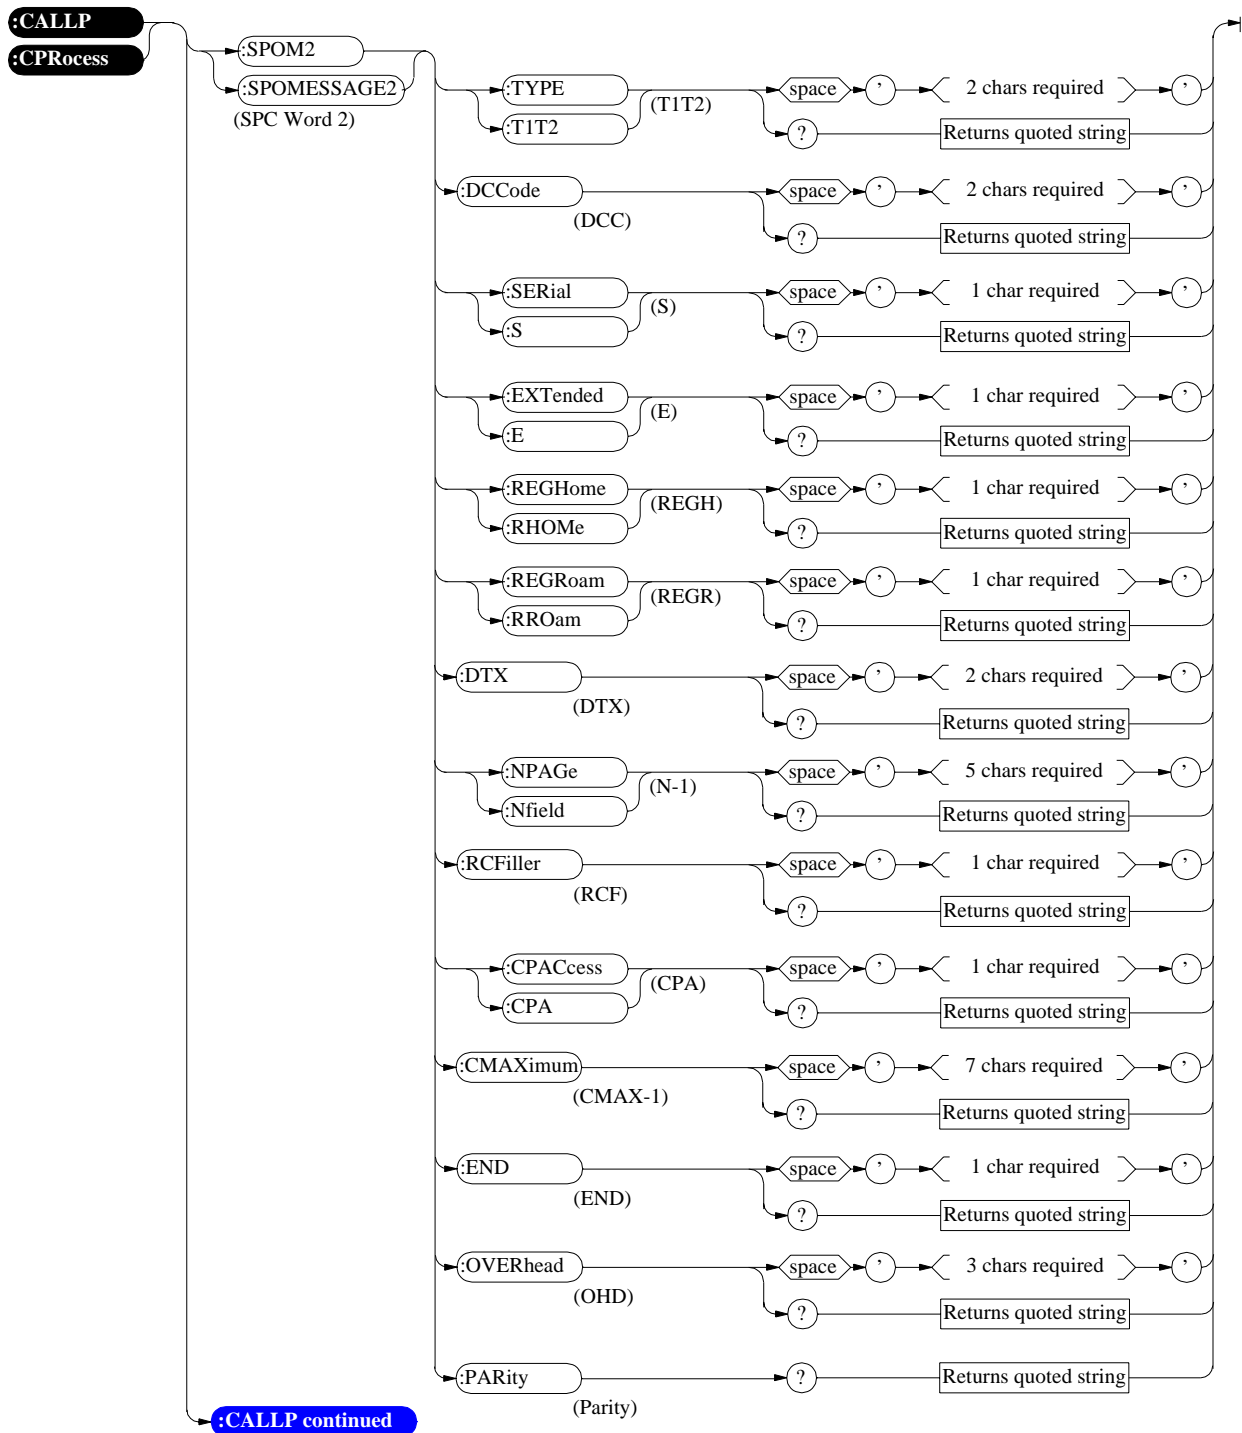 :CALLP
:CPRocess
:SPOM2
:SPOMESSAGE2
(SPC Word 2)
:TYPE
:T1T2
(T1T2)
space ’ 2 chars required ’
? Returns quoted string
:DCCode
(DCC)
space ’ 2 chars required ’
? Returns quoted string
:SERial
:S
(S)
space ’ 1 char required ’
? Returns quoted string
:EXTended
:E
(E)
space ’ 1 char required ’
? Returns quoted string
:REGHome
:RHOMe
(REGH)
space ’ 1 char required ’
? Returns quoted string
:REGRoam
:RROam
(REGR)
space ’ 1 char required ’
? Returns quoted string
:DTX
(DTX)
space ’ 2 chars required ’
? Returns quoted string
:NPAGe
:Nfield
(N-1)
space ’ 5 chars required ’
? Returns quoted string
:RCFiller
(RCF)
space ’ 1 char required ’
? Returns quoted string
:CPACcess
:CPA
(CPA)
space ’ 1 char required ’
? Returns quoted string
:CMAXimum
(CMAX-1)
space ’ 7 chars required ’
? Returns quoted string
:END
(END)
space ’ 1 char required ’
? Returns quoted string
:OVERhead
(OHD)
space ’ 3 chars required ’
? Returns quoted string
:PARity
(Parity)
? Returns quoted string
:CALLP continued